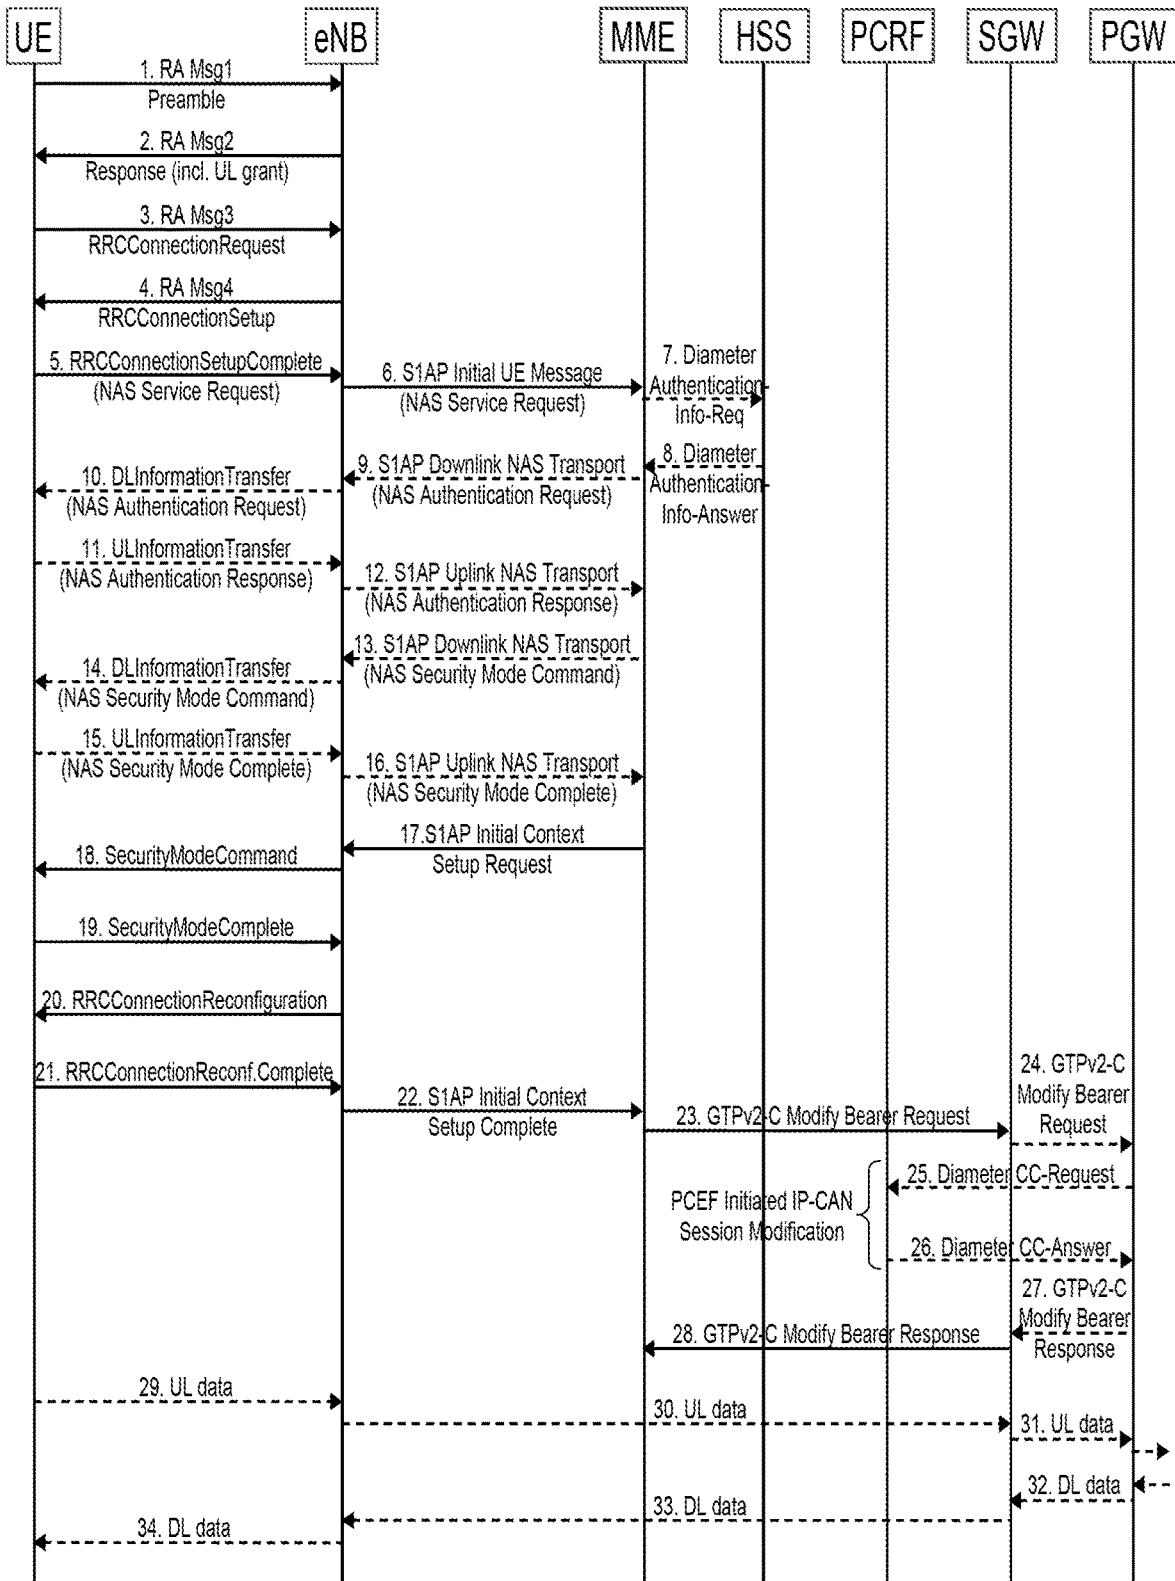 UE
eNB
MME
HSS
PCRF
SGW
PGW
1. RA Msg1
Preamble
2. RA Msg2
Response (incl. UL grant)
3. RA Msg3
RRCConnectionRequest
4. RA Msg4
RRCConnectionSetup
5. RRCConnectionSetupComplete
(NAS Service Request)
6. S1AP Initial UE Message
(NAS Service Request)
7. Diameter
Authentication
Info-Req
8. Diameter
Authentication
Info-Answer
9. S1AP Downlink NAS Transport
(NAS Authentication Request)
10. DLInformationTransfer
(NAS Authentication Request)
11. ULInformationTransfer
(NAS Authentication Response)
12. S1AP Uplink NAS Transport
(NAS Authentication Response)
13. S1AP Downlink NAS Transport
(NAS Security Mode Command)
14. DLInformationTransfer
(NAS Security Mode Command)
15. ULInformationTransfer
(NAS Security Mode Complete)
16. S1AP Uplink NAS Transport
(NAS Security Mode Complete)
17.S1AP Initial Context
Setup Request
18. SecurityModeCommand
19. SecurityModeComplete
20. RRCConnectionReconfiguration
21. RRCConnectionReconf.Complete
22. S1AP Initial Context
Setup Complete
23. GTPv2-C Modify Bearer Request
24. GTPv2-C
Modify Bearer
Request
25. Diameter CC-Request
PCEF Initiated IP-CAN
Session Modification
26. Diameter CC-Answer
27. GTPv2-C
Modify Bearer
Response
28. GTPv2-C Modify Bearer Response
29. UL data
30. UL data
31. UL data
32. DL data
33. DL data
34. DL data